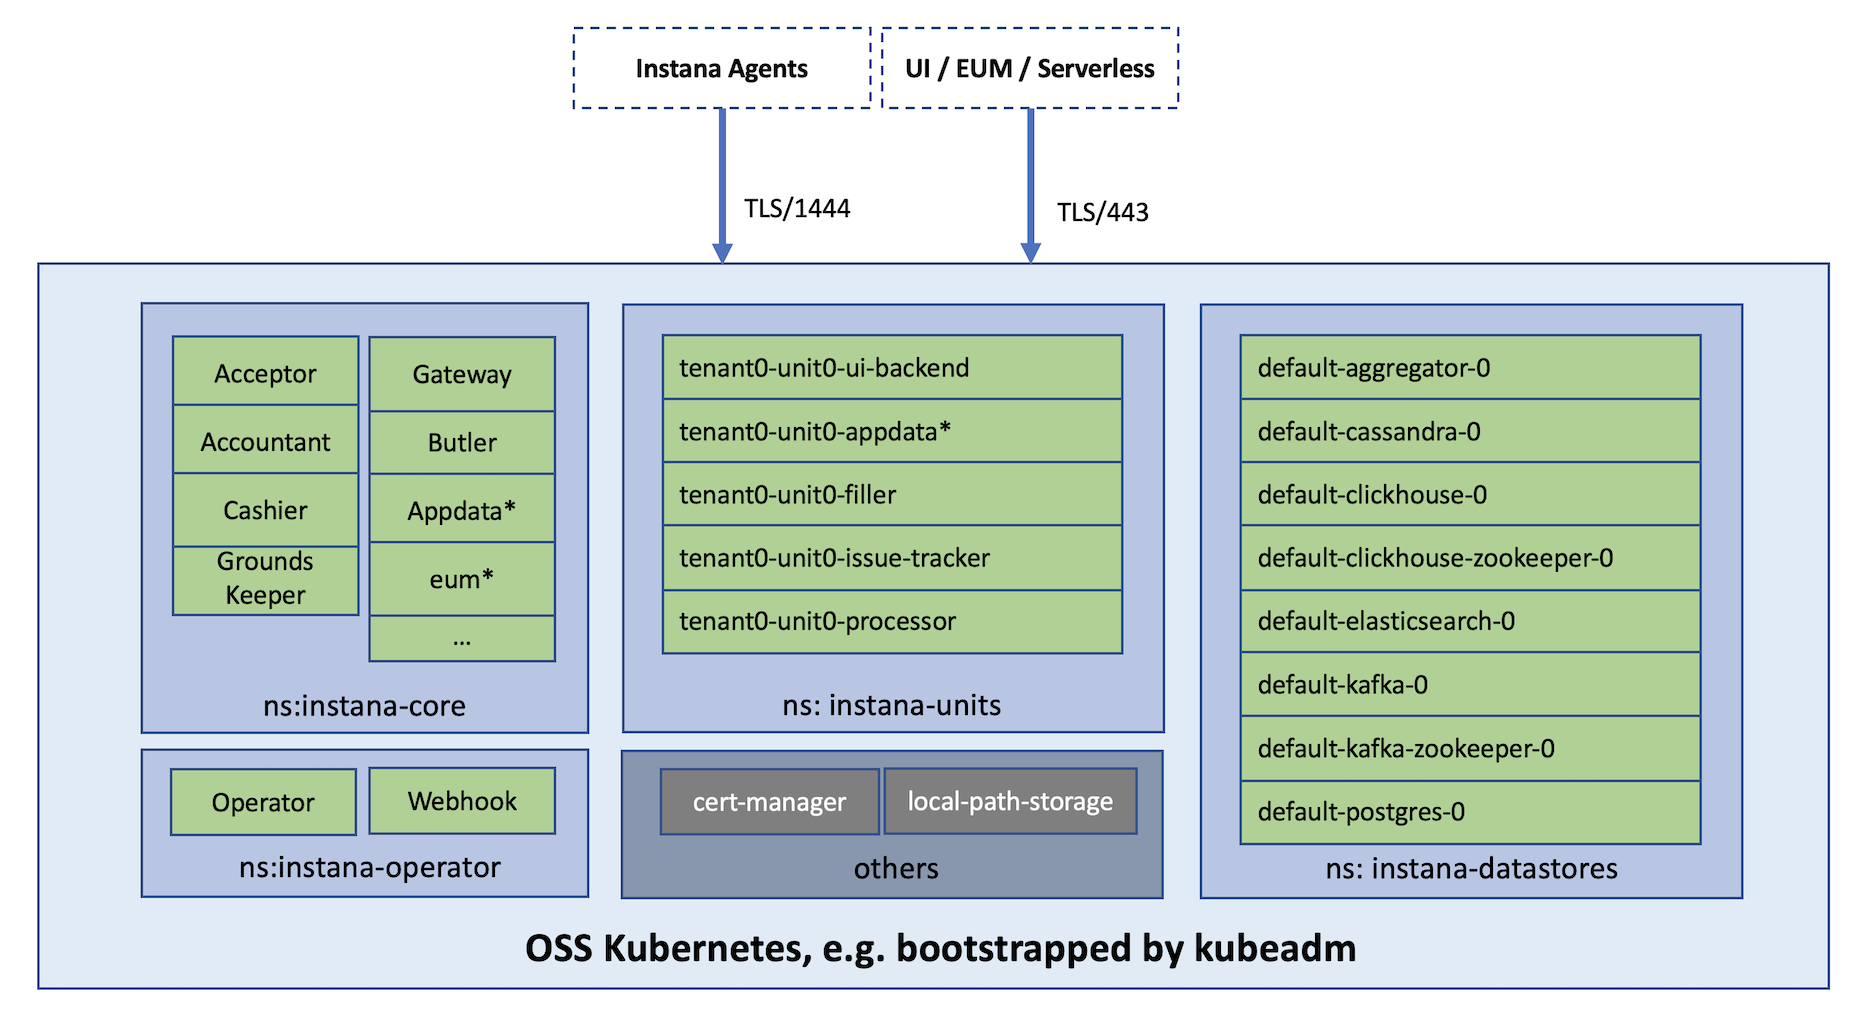 Instana Agents
UI / EUM / Serverless
TLS/1444
TLS/443
Acceptor
Accountant
Cashier
Grounds
Keeper
Gateway
Butler
Appdata*
eum*
...
ns:instana-core
tenant0-unit0-ui-backend
tenant0-unit0-appdata*
tenant0-unit0-filler
tenant0-unit0-issue-tracker
tenant0-unit0-processor
ns: instana-units
default-aggregator-0
default-cassandra-0
default-clickhouse-0
default-clickhouse-zookeeper-0
default-elasticsearch-0
default-kafka-0
default-kafka-zookeeper-0
default-postgres-0
ns: instana-datastores
Operator
Webhook
ns:instana-operator
cert-manager
local-path-storage
others
OSS Kubernetes, e.g. bootstrapped by kubeadm